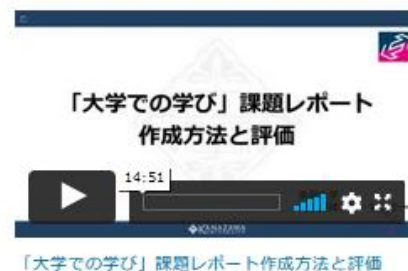 「大学での学び」課題レポート
作成方法と評価
14:51
「大学での学び」課題レポート作成方法と評価